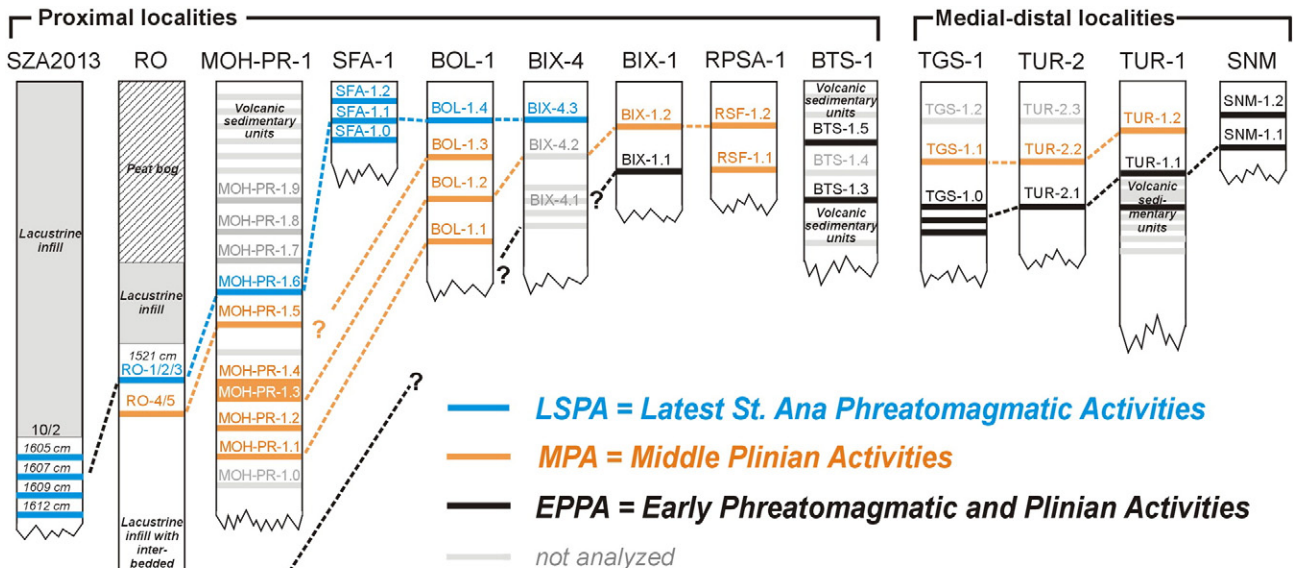 Proximal localities
Medial-distal localities
SZA2013
RO
MOH-PR-1
SFA-1
BOL-1
BIX-4
BIX-1
RPSA-1
BTS-1
TGS-1
TUR-2
TUR-1
SNM
Lacustrine
infill
10/2
1605 cm
1607 cm
1609 cm
1612 cm
Peat bog
Lacustrine
infill
1521 cm
RO-1/2/3
RO-4/5
Lacustrine
infill with
inter-
bedded
Volcanic
sedimentary
units
MOH-PR-1.9
MOH-PR-1.8
MOH-PR-1.7
MOH-PR-1.6
MOH-PR-1.5
MOH-PR-1.4
MOH-PR-1.3
MOH-PR-1.2
MOH-PR-1.1
MOH-PR-1.0
?
SFA-1.2
SFA-1.1
SFA-1.0
BOL-1.4
BOL-1.3
BOL-1.2
BOL-1.1
?
?
BIX-4.3
BIX-4.2
BIX-4.1
?
BIX-1.2
BIX-1.1
RSF-1.2
RSF-1.1
Volcanic
sedimentary
units
BTS-1.5
BTS-1.4
BTS-1.3
Volcanic
sedimentary
units
TGS-1.2
TGS-1.1
TGS-1.0
TUR-2.3
TUR-2.2
TUR-2.1
TUR-1.2
TUR-1.1
Volcanic
sedi-
mentary
units
SNM-1.2
SNM-1.1
LSPA = Latest St. Ana Phreatomagmatic Activities
MPA = Middle Plinian Activities
EPPA = Early Phreatomagmatic and Plinian Activities
not analyzed